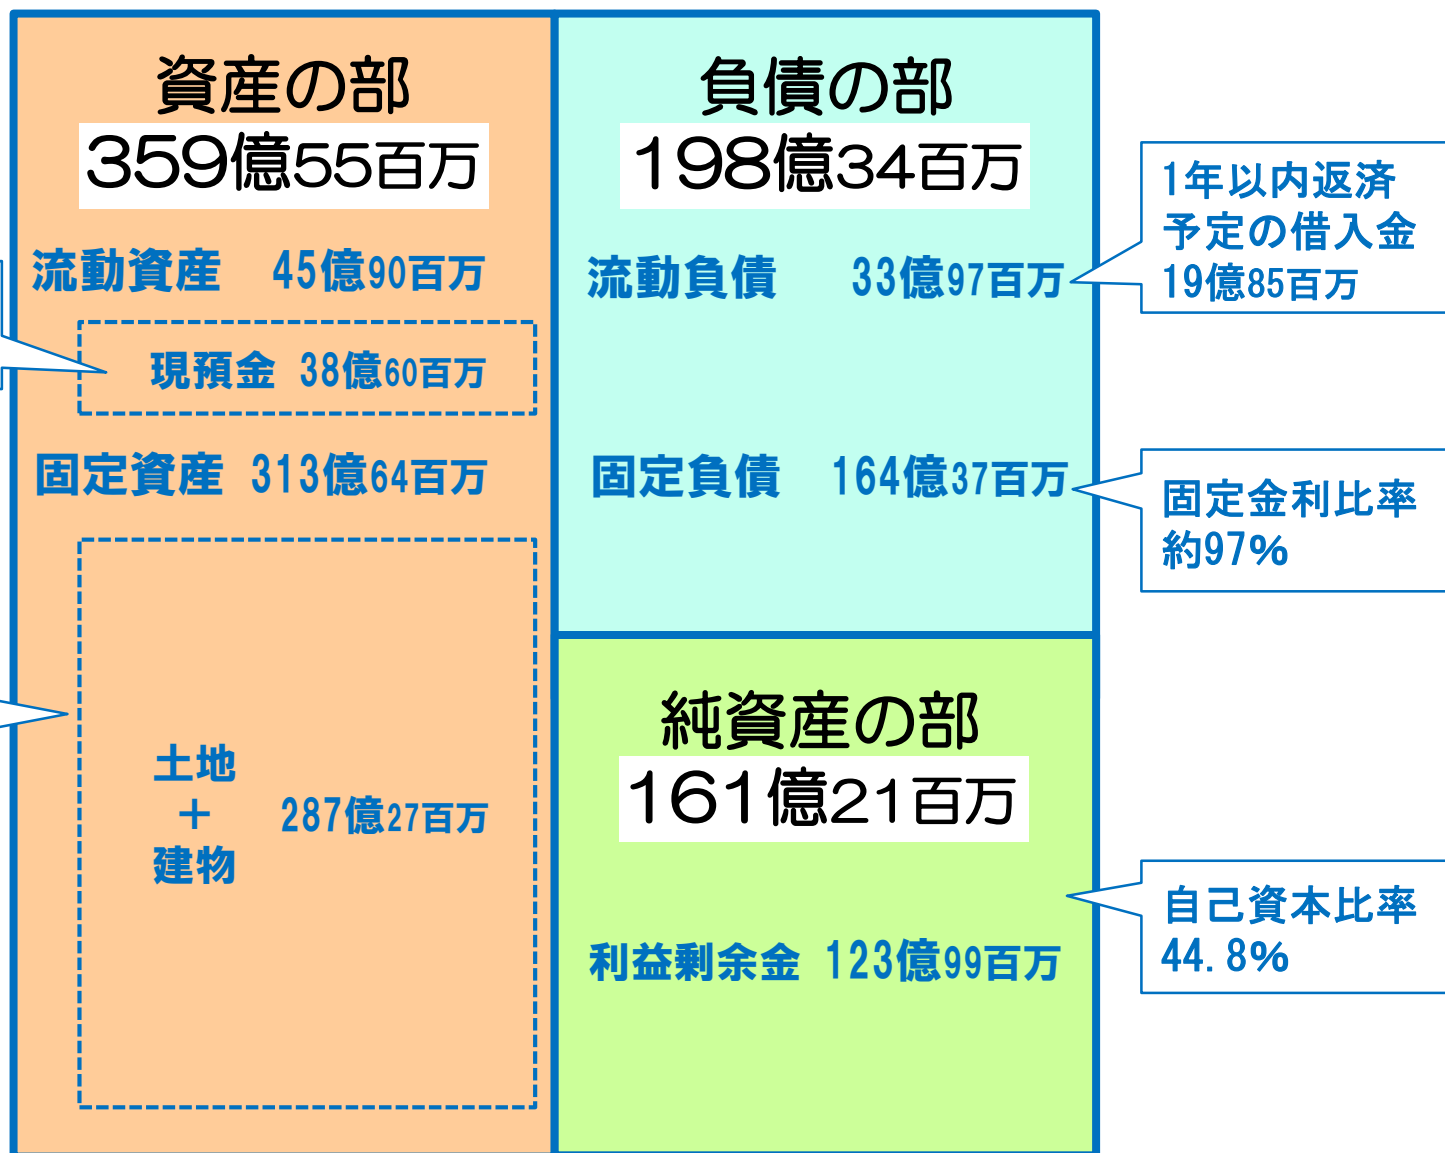 資産の部
359億55百万
流動資産 45億90百万
現預金 38億60百万
固定資産 313億64百万
土地
＋
建物
287億27百万
負債の部
198億34百万
流動負債 33億97百万
固定負債 164億37百万
純資産の部
161億21百万
利益剰余金 123億99百万
1年以内返済
予定の借入金
19億85百万
固定金利比率
約97%
自己資本比率
44.8%